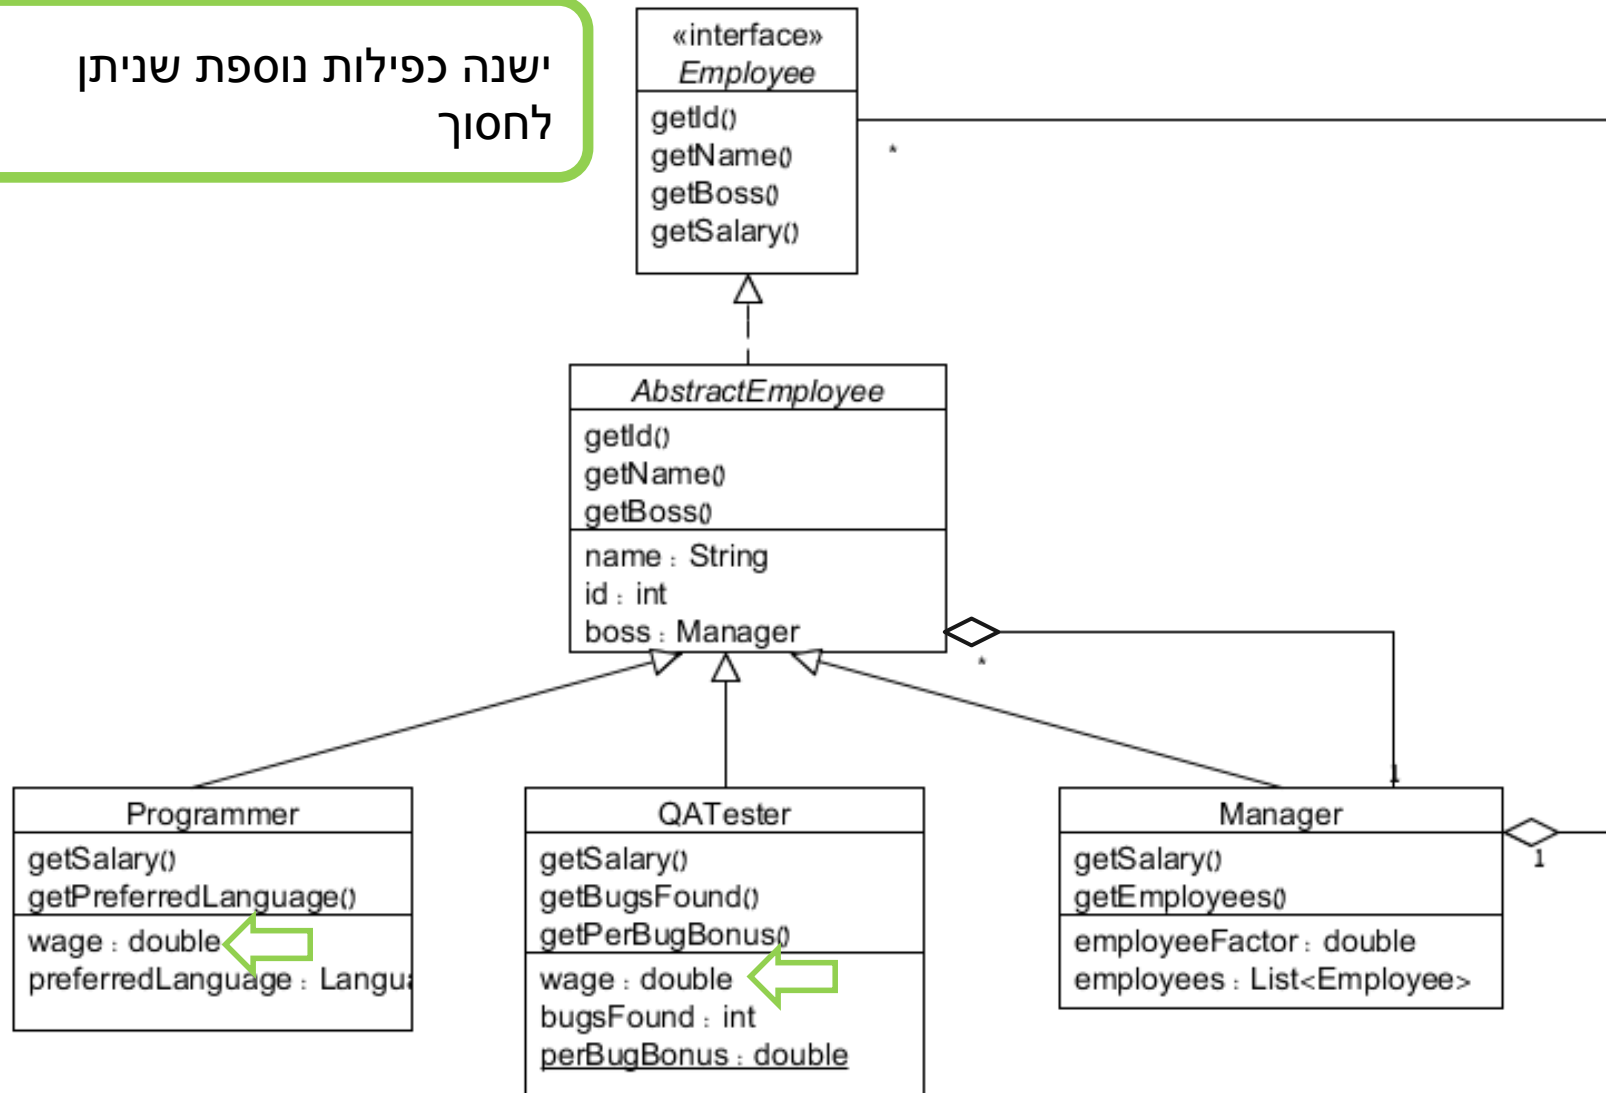 ישנה כפילות נוספת שניתן
לחסוך
«interface»
Employee
getId()
getName()
getBoss()
getSalary()
*
AbstractEmployee
getId()
getName()
getBoss()
name : String
id : int
boss : Manager
*
1
Programmer
getSalary()
getPreferredLanguage()
wage : double
preferredLanguage : Langua
QATester
getSalary()
getBugsFound()
getPerBugBonus()
wage : double
bugsFound : int
perBugBonus : double
Manager
getSalary()
getEmployees()
employeeFactor : double
employees : List<Employee>
1